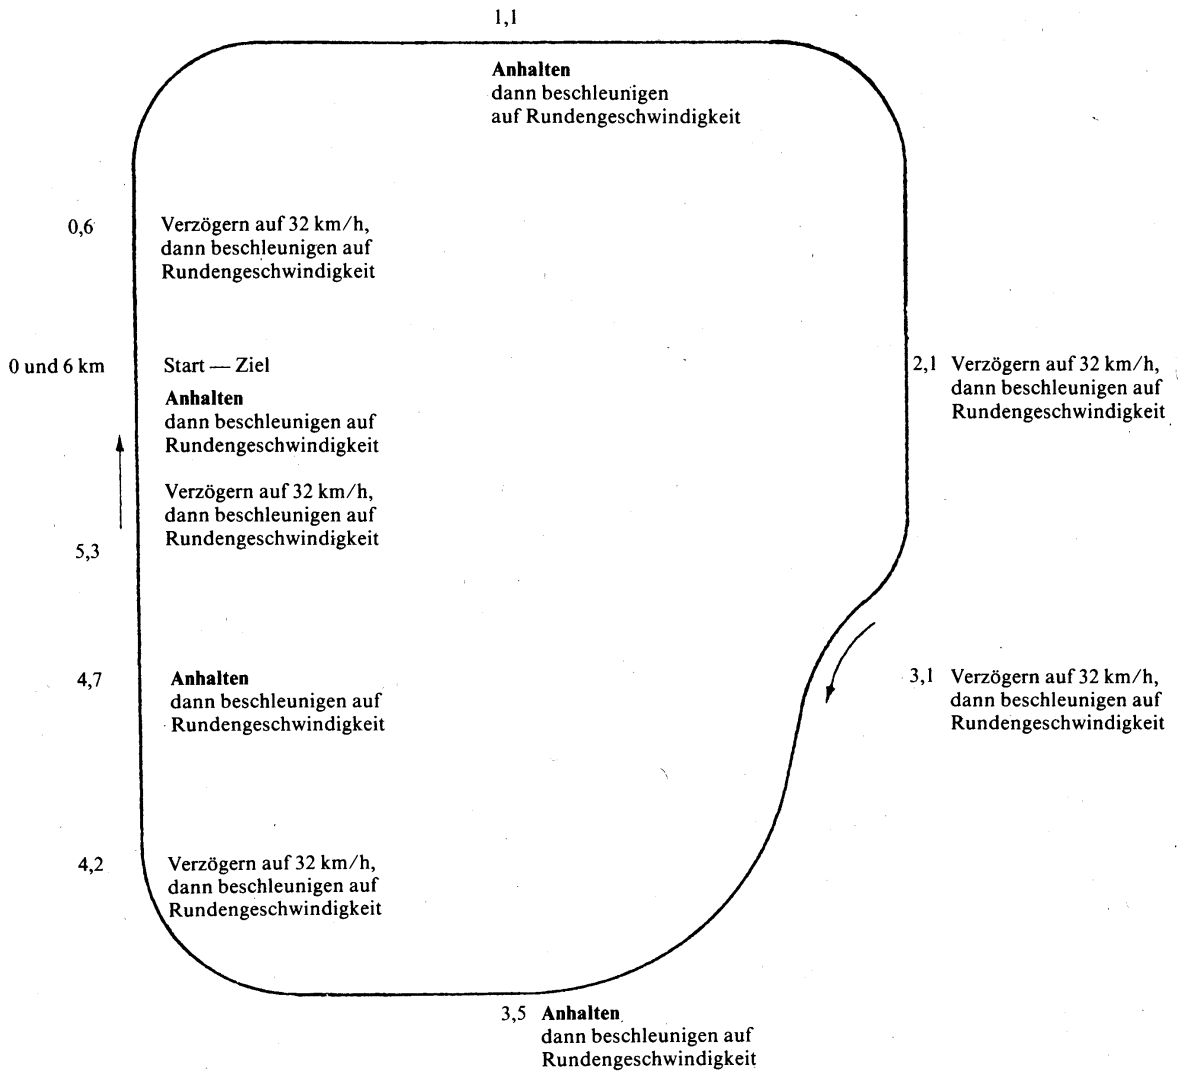 1,1
Anhalten
dann beschleunigen
auf Rundengeschwindigkeit
0,6
Verzögern auf 32 km/h,
dann beschleunigen auf
Rundengeschwindigkeit
0 und 6 km
Start — Ziel
Anhalten
dann beschleunigen auf
Rundengeschwindigkeit
2,1 Verzögern auf 32 km/h,
dann beschleunigen auf
Rundengeschwindigkeit
Verzögern auf 32 km/h,
dann beschleunigen auf
Rundengeschwindigkeit
5,3
4,7
Anhalten
dann beschleunigen auf
Rundengeschwindigkeit
3,1 Verzögern auf 32 km/h,
dann beschleunigen auf
Rundengeschwindigkeit
4,2
Verzögern auf 32 km/h,
dann beschleunigen auf
Rundengeschwindigkeit
3,5 Anhalten
dann beschleunigen auf
Rundengeschwindigkeit